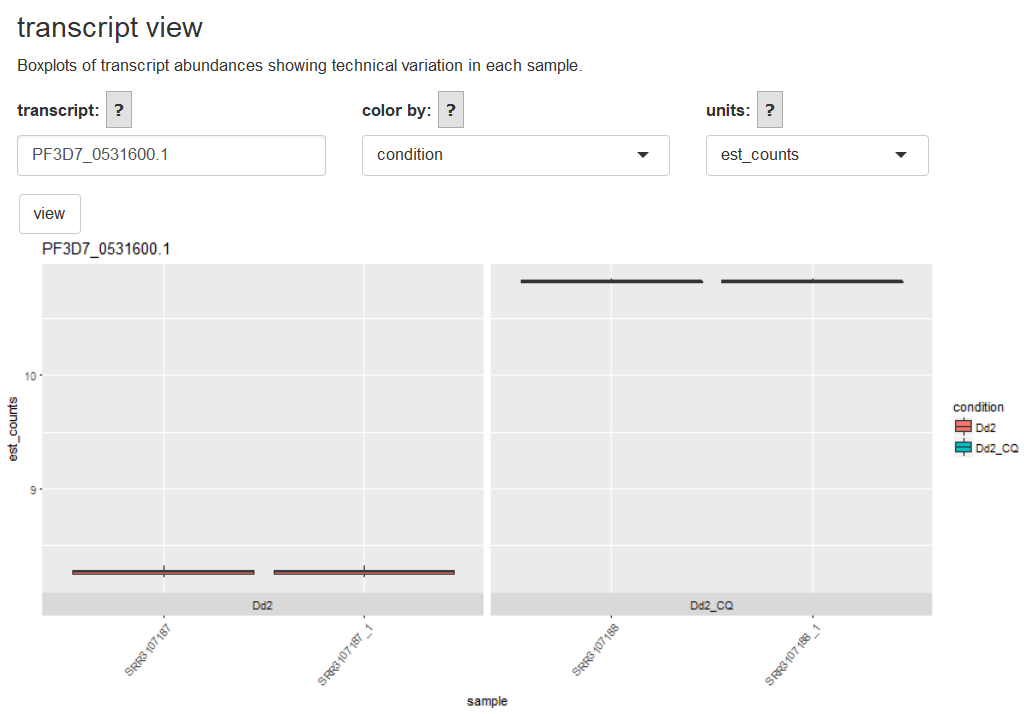 transcript view
Boxplots of transcript abundances showing technical variation in each sample.
transcript: ? color by: ? units: ?
PF3D7_0531600.1 condition est_counts
view
PF3D7_0531600.1
10
9
est_counts
condition
Dd2
Dd2_CQ
Dd2 Dd2_CQ
SRR3107187 SRR3107187_1 SRR3107188 SRR3107188_1
sample